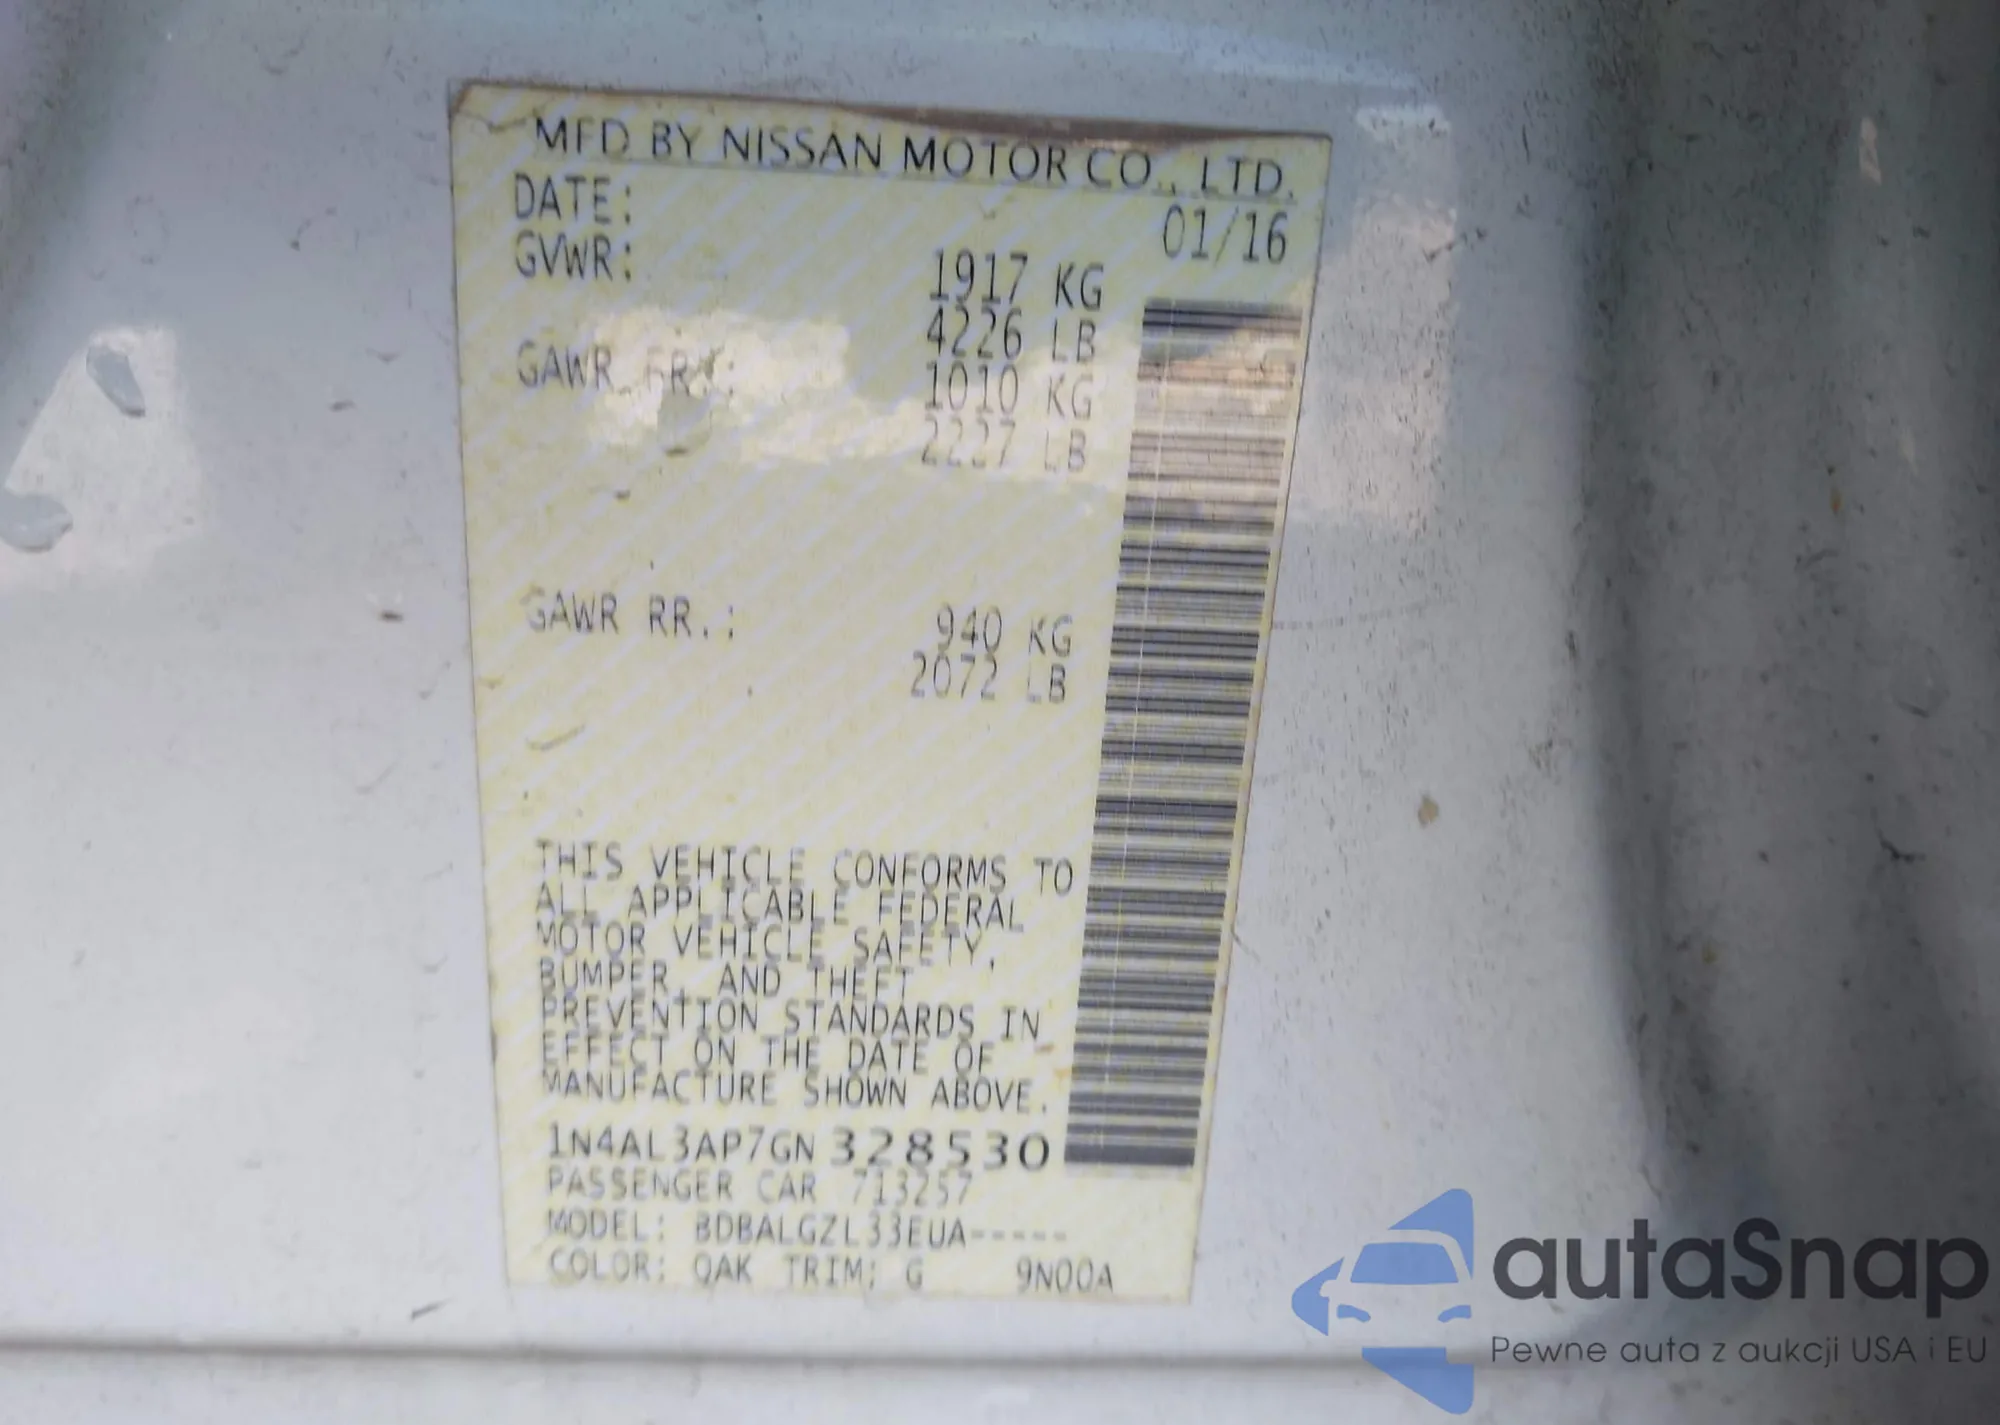 MFD BY NISSAN MOTOR CO., LTD.
DATE: 01/16
GVWR: 1917 KG
4226 LB
GAWR FR.: 1010 KG
2227 LB
GAWR RR.: 940 KG
2072 LB
THIS VEHICLE CONFORMS TO
ALL APPLICABLE FEDERAL
MOTOR VEHICLE SAFETY,
BUMPER, AND THEFT
PREVENTION STANDARDS IN
EFFECT ON THE DATE OF
MANUFACTURE SHOWN ABOVE.
1N4AL3AP7GN328530
PASSENGER CAR 713257
MODEL: BDBALGZL33EUA-----
COLOR: QAK TRIM: G 9N00A
autaSnap
Pewne auta z aukcji USA i EU